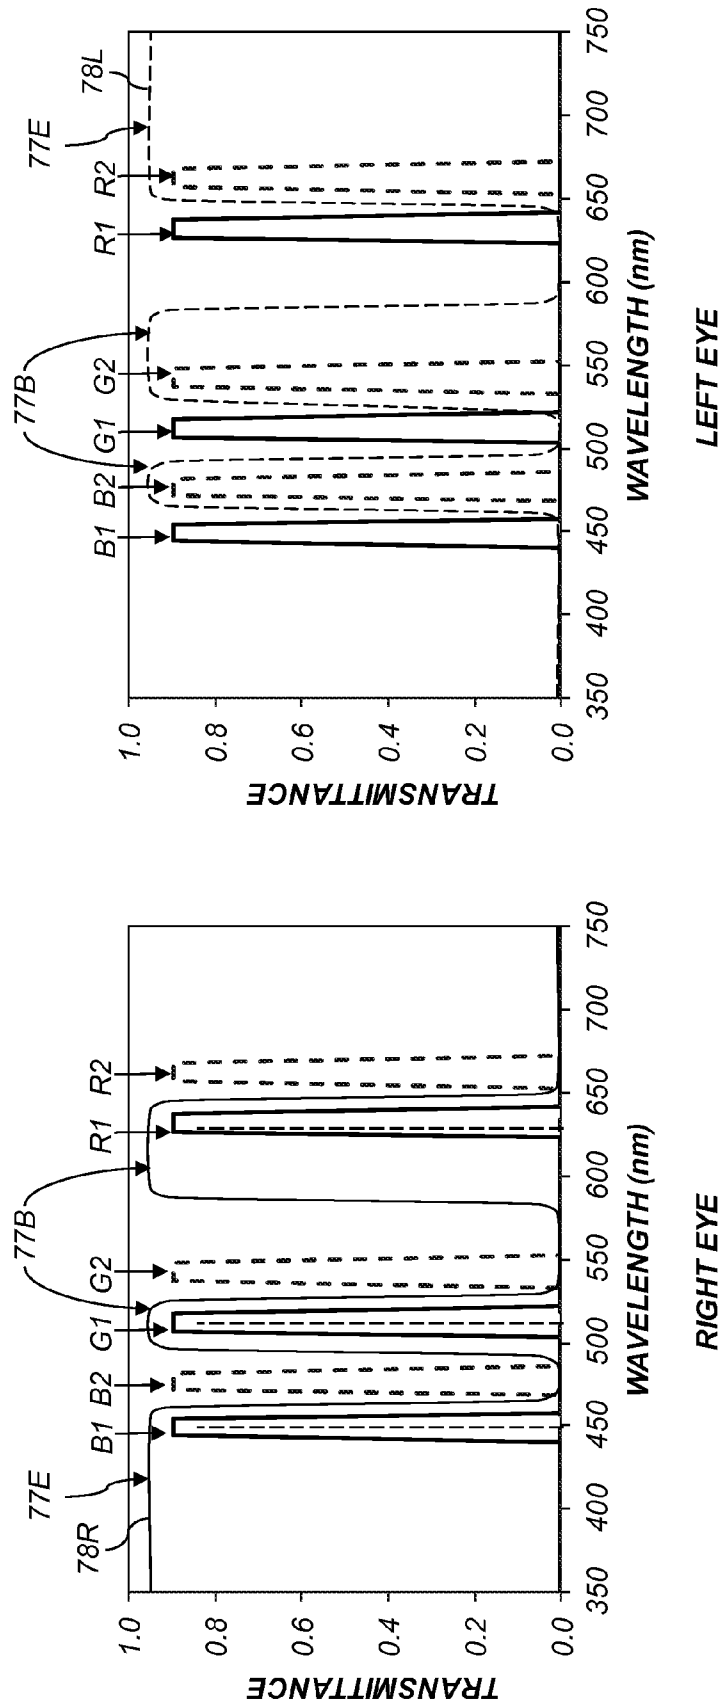 77E
78R
B1
B2
77B
G1
G2
R1
R2
1.0
0.8
0.6
0.4
0.2
0.0
TRANSMITTANCE
350 400 450 500 550 600 650 700 750
WAVELENGTH (nm)
RIGHT EYE
77B
77E
78L
B1
B2
G1
G2
R1
R2
1.0
0.8
0.6
0.4
0.2
0.0
TRANSMITTANCE
350 400 450 500 550 600 650 700 750
WAVELENGTH (nm)
LEFT EYE